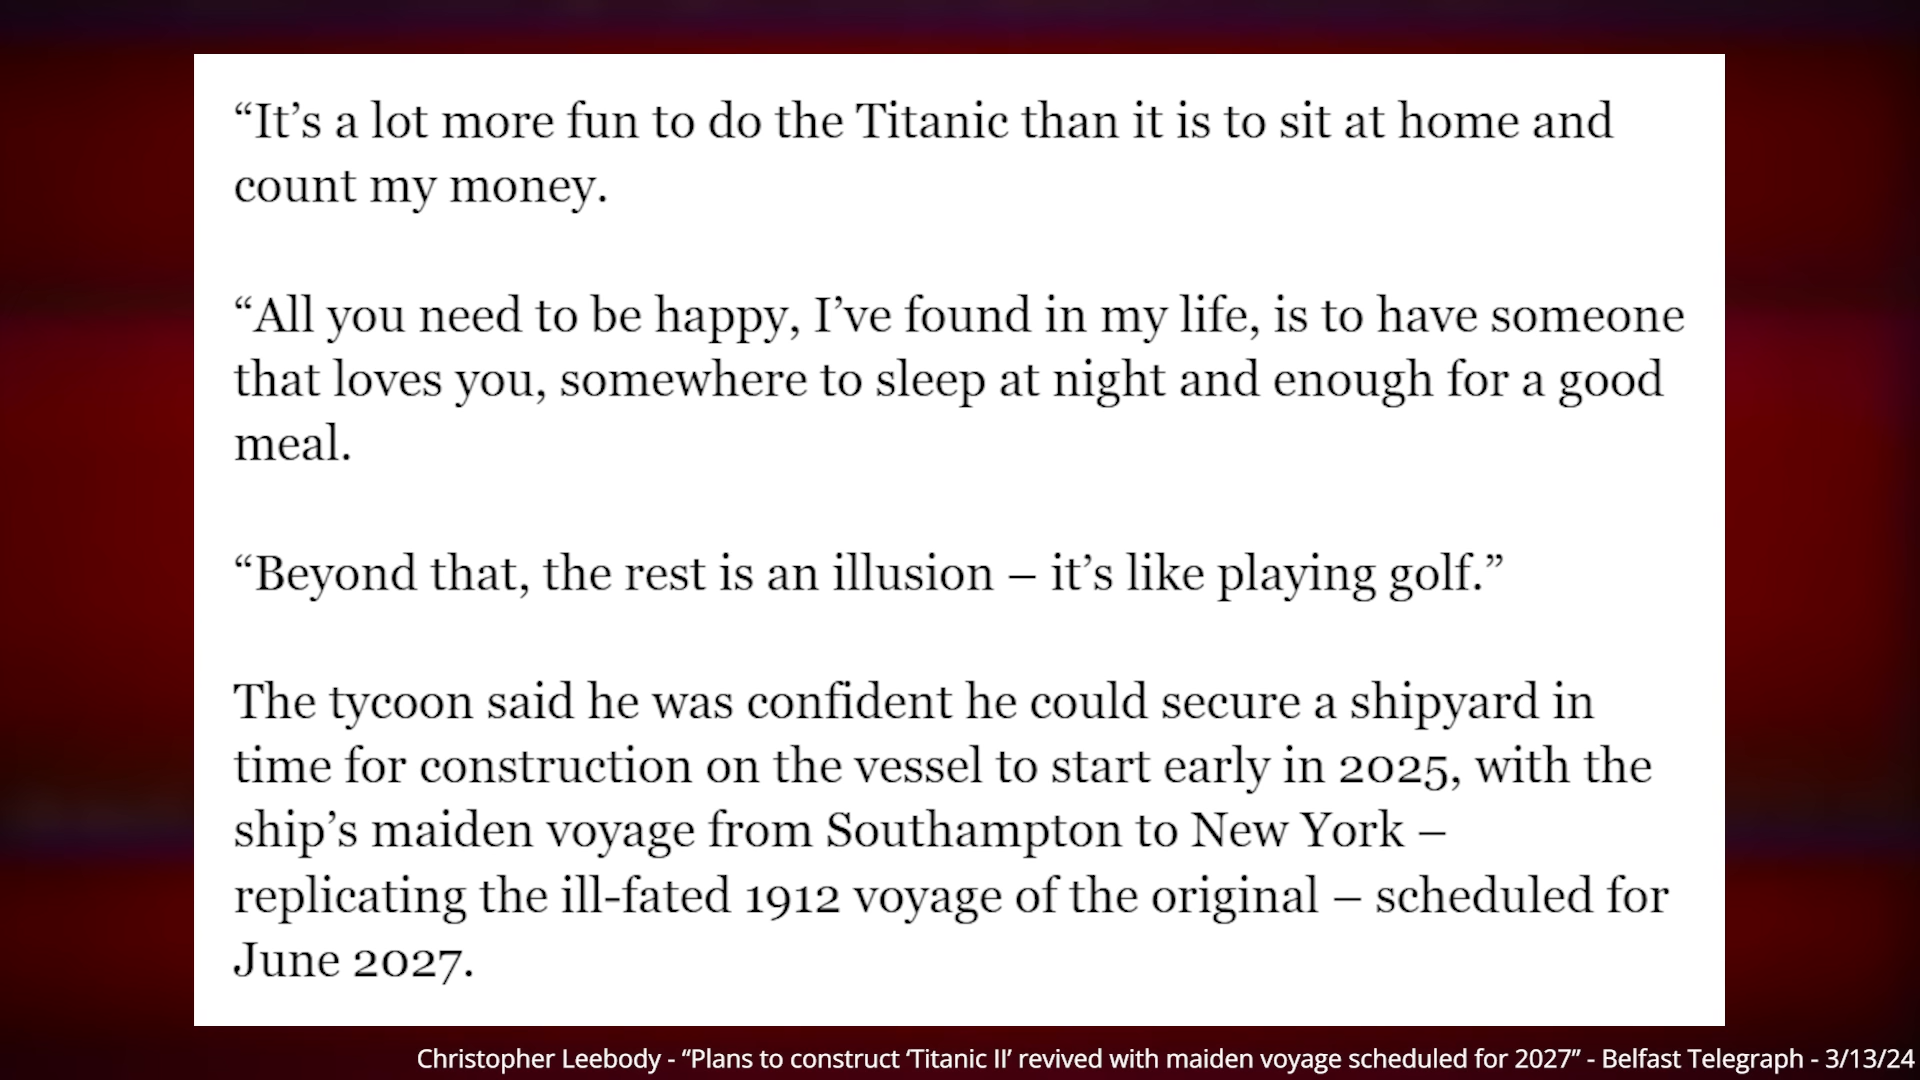 “It’s a lot more fun to do the Titanic than it is to sit at home and
count my money.
“All you need to be happy, I’ve found in my life, is to have someone
that loves you, somewhere to sleep at night and enough for a good
meal.
“Beyond that, the rest is an illusion – it’s like playing golf.”
The tycoon said he was confident he could secure a shipyard in
time for construction on the vessel to start early in 2025, with the
ship’s maiden voyage from Southampton to New York –
replicating the ill-fated 1912 voyage of the original – scheduled for
June 2027.
Christopher Leebody - “Plans to construct ‘Titanic II’ revived with maiden voyage scheduled for 2027” - Belfast Telegraph - 3/13/24